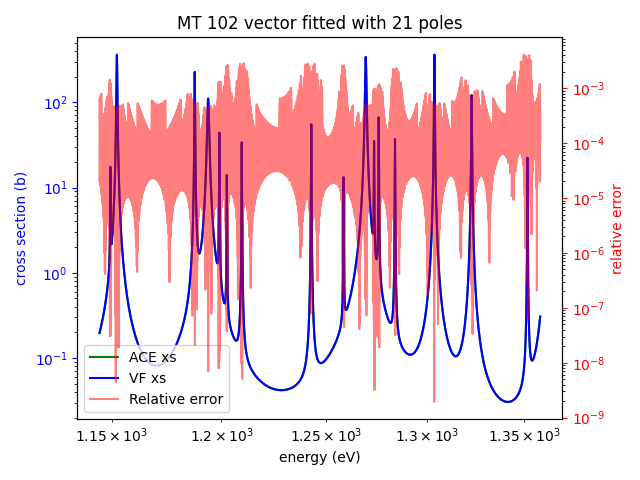 MT 102 vector fitted with 21 poles
10²
10¹
10⁰
10⁻¹
cross section (b)
10⁻³
10⁻⁴
10⁻⁵
10⁻⁶
10⁻⁷
10⁻⁸
10⁻⁹
relative error
ACE xs
VF xs
Relative error
1.15 × 10³ 1.2 × 10³ 1.25 × 10³ 1.3 × 10³ 1.35 × 10³
energy (eV)